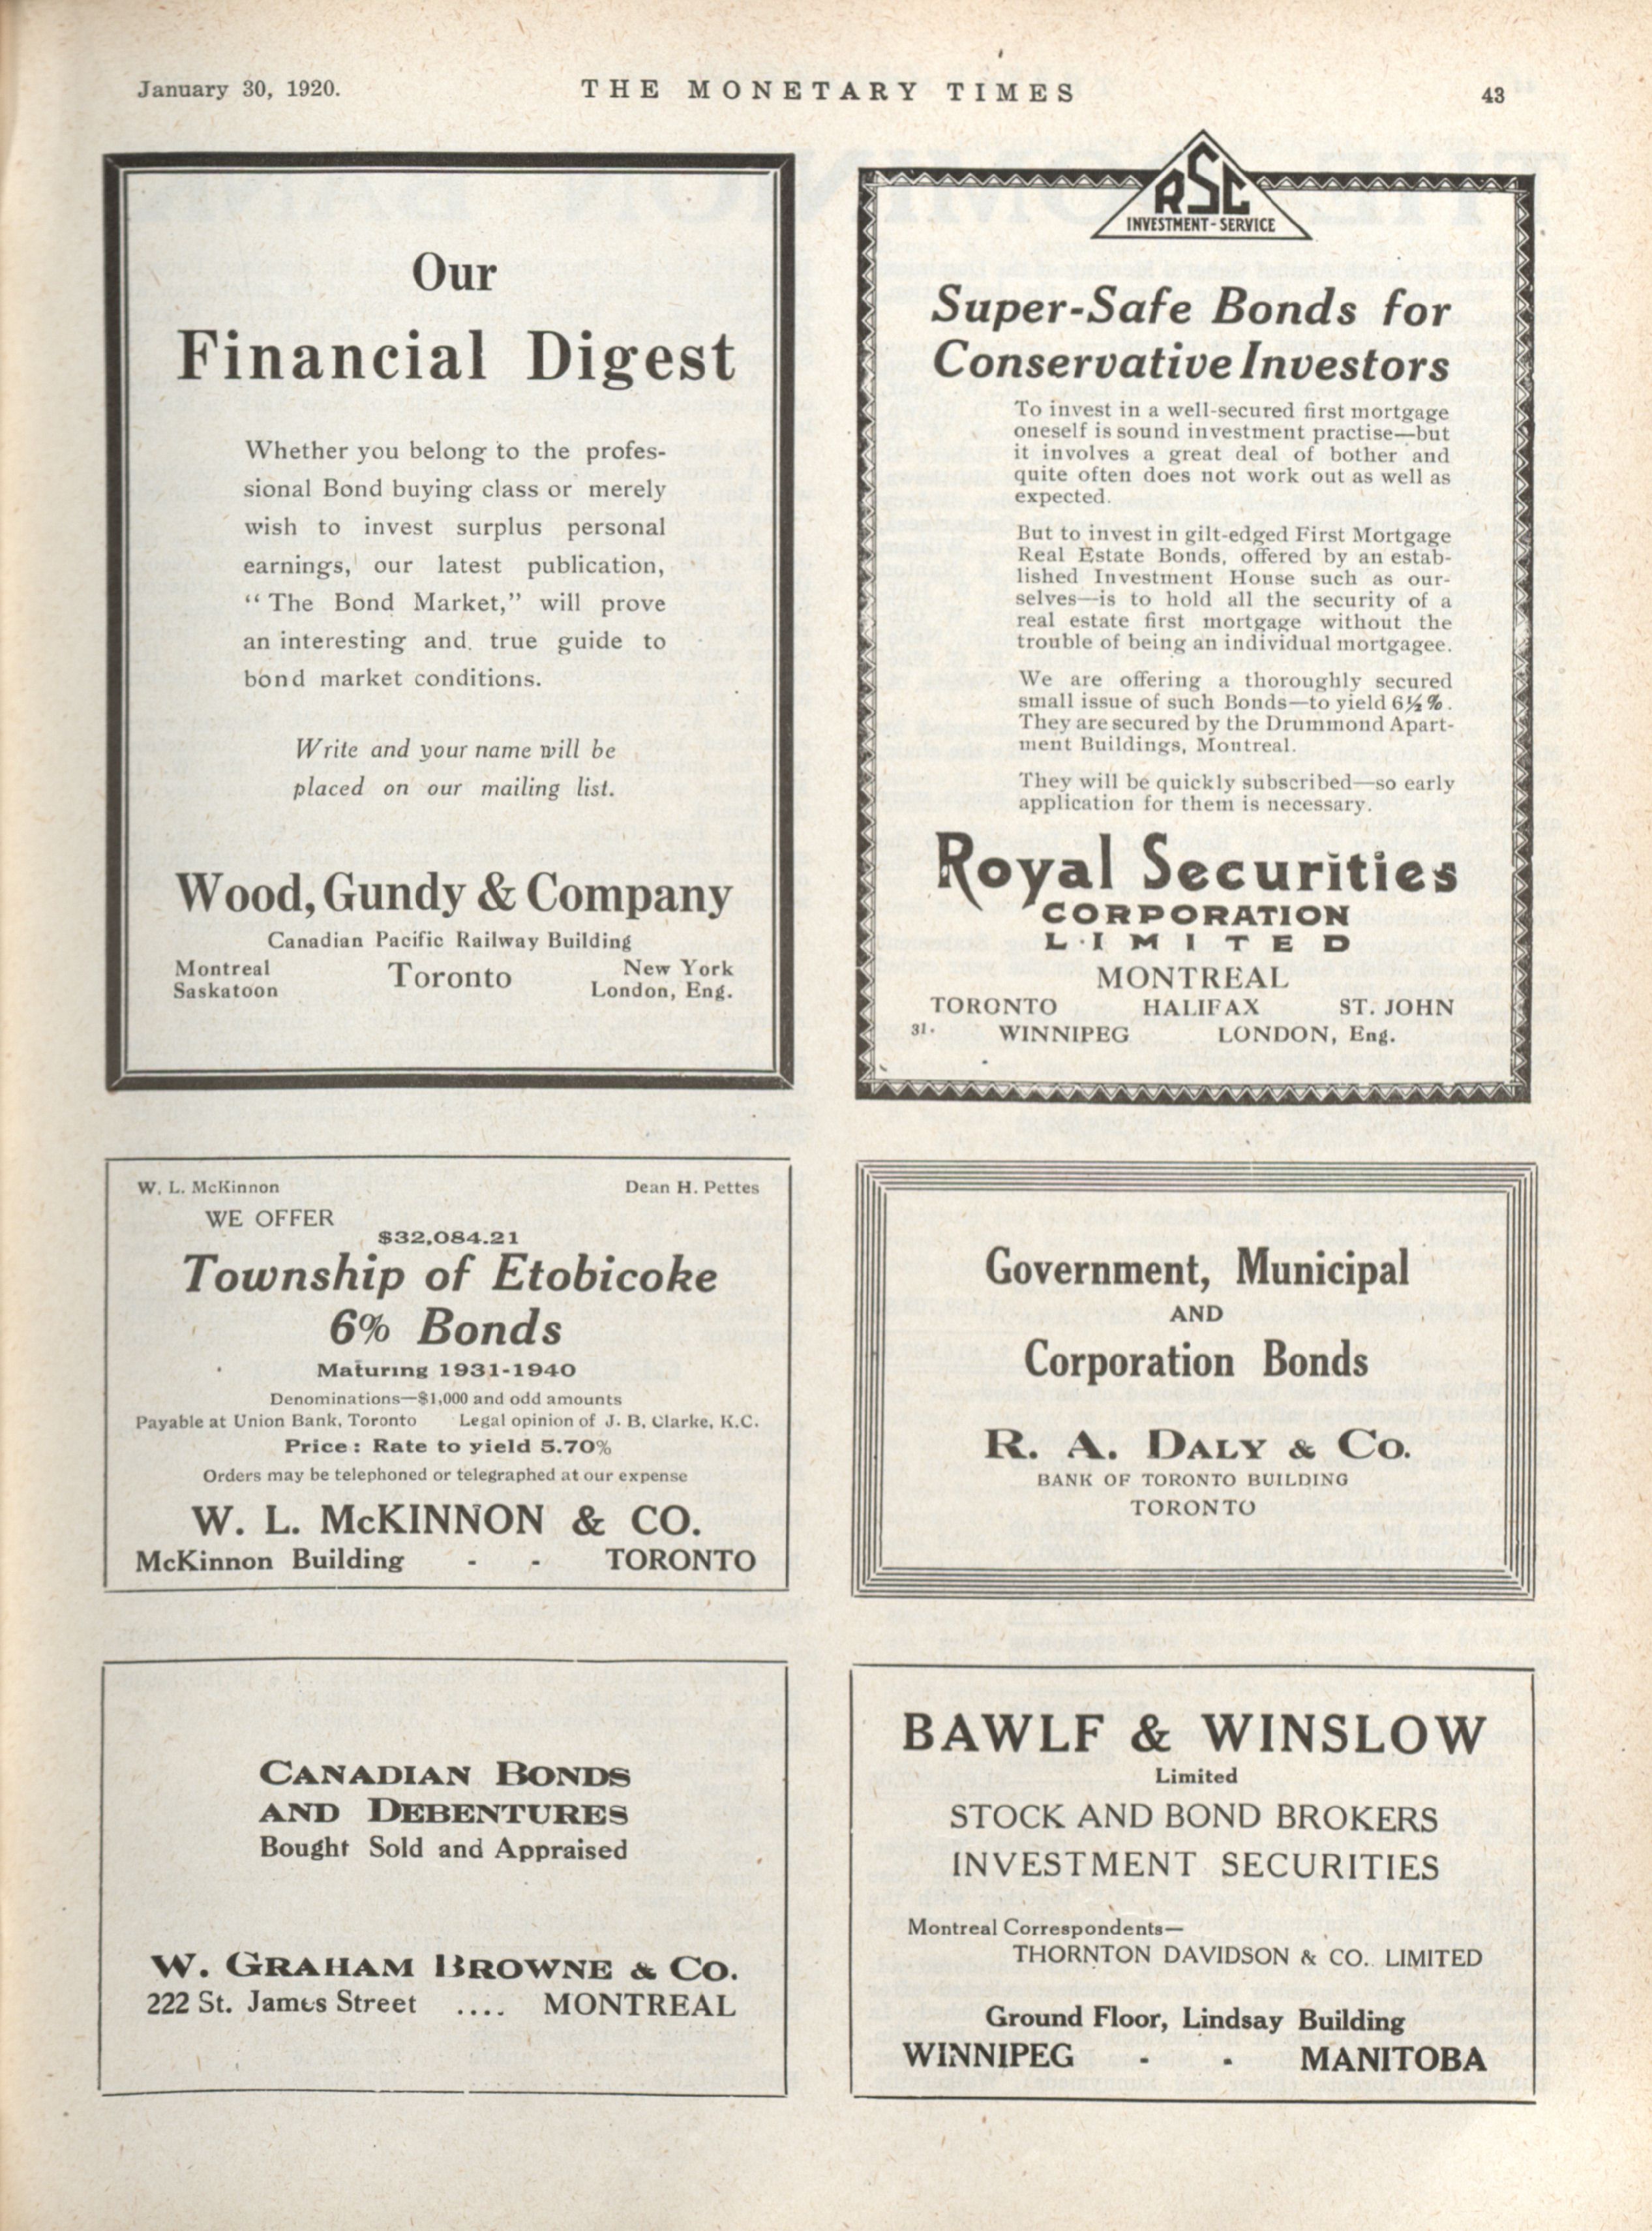 January 30, 1920.
THE MONETARY TIMES
43
Our
Financial Digest
Whether you belong to the profes-
sional Bond buying class or merely
wish to invest surplus personal
earnings, our latest publication,
“The Bond Market,” will prove
an interesting and. true guide to
bond market conditions.
Write and your name will be
placed on our mailing list.
Wood, Gundy & Company
Canadian Pacific Railway Building
Montreal
Saskatoon
Toronto
New York
London, Eng.
RSC
INVESTMENT-SERVICE
Super-Safe Bonds for
Conservative Investors
To invest in a well-secured first mortgage
oneself is sound investment practise—but
it involves a great deal of bother and
quite often does not work out as well as
expected.
But to invest in gilt-edged First Mortgage
Real Estate Bonds, offered by an estab-
lished Investment House such as our-
selves—is to hold all the security of a
real estate first mortgage without the
trouble of being an individual mortgagee.
We are offering a thoroughly secured
small issue of such Bonds—to yield 6½%.
They are secured by the Drummond Apart-
ment Buildings, Montreal.
They will be quickly subscribed—so early
application for them is necessary.
Royal Securities
CORPORATION
LIMITED
MONTREAL
TORONTO HALIFAX ST. JOHN
31. WINNIPEG LONDON, Eng.
W. L. McKinnon Dean H. Pettes
WE OFFER
$32,084.21
Township of Etobicoke
6% Bonds
Maturing 1931-1940
Denominations—$1,000 and odd amounts
Payable at Union Bank, Toronto Legal opinion of J. B. Clarke, K.C.
Price: Rate to yield 5.70%
Orders may be telephoned or telegraphed at our expense
W. L. McKINNON & CO.
McKinnon Building - - TORONTO
Government, Municipal
AND
Corporation Bonds
R. A. DALY & CO.
BANK OF TORONTO BUILDING
TORONTO
CANADIAN BONDS
AND DEBENTURES
Bought Sold and Appraised
W. GRAHAM BROWNE & CO.
222 St. James Street .... MONTREAL
BAWLF & WINSLOW
Limited
STOCK AND BOND BROKERS
INVESTMENT SECURITIES
Montreal Correspondents—
THORNTON DAVIDSON & CO. LIMITED
Ground Floor, Lindsay Building
WINNIPEG - - MANITOBA